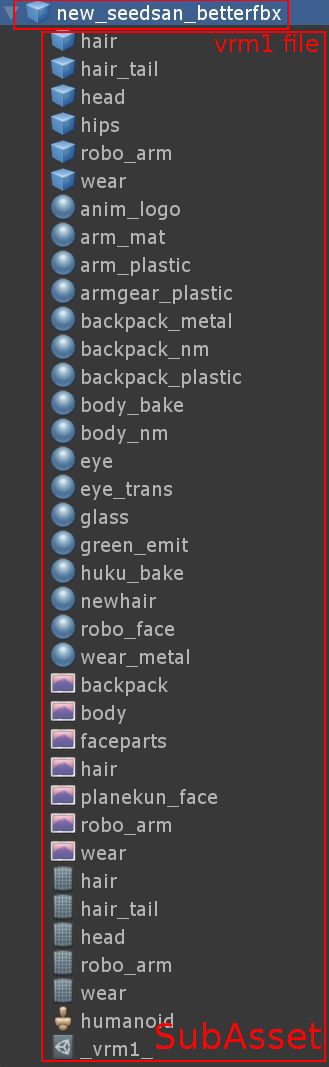 new_seedsan_betterfbx
hair
vrm1 file
hair_tail
head
hips
robo_arm
wear
anim_logo
arm_mat
arm_plastic
armgear_plastic
backpack_metal
backpack_nm
backpack_plastic
body_bake
body_nm
eye
eye_trans
glass
green_emit
huku_bake
newhair
robo_face
wear_metal
backpack
body
faceparts
hair
planekun_face
robo_arm
wear
hair
hair_tail
head
robo_arm
wear
humanoid
SubAsset
_vrm1_